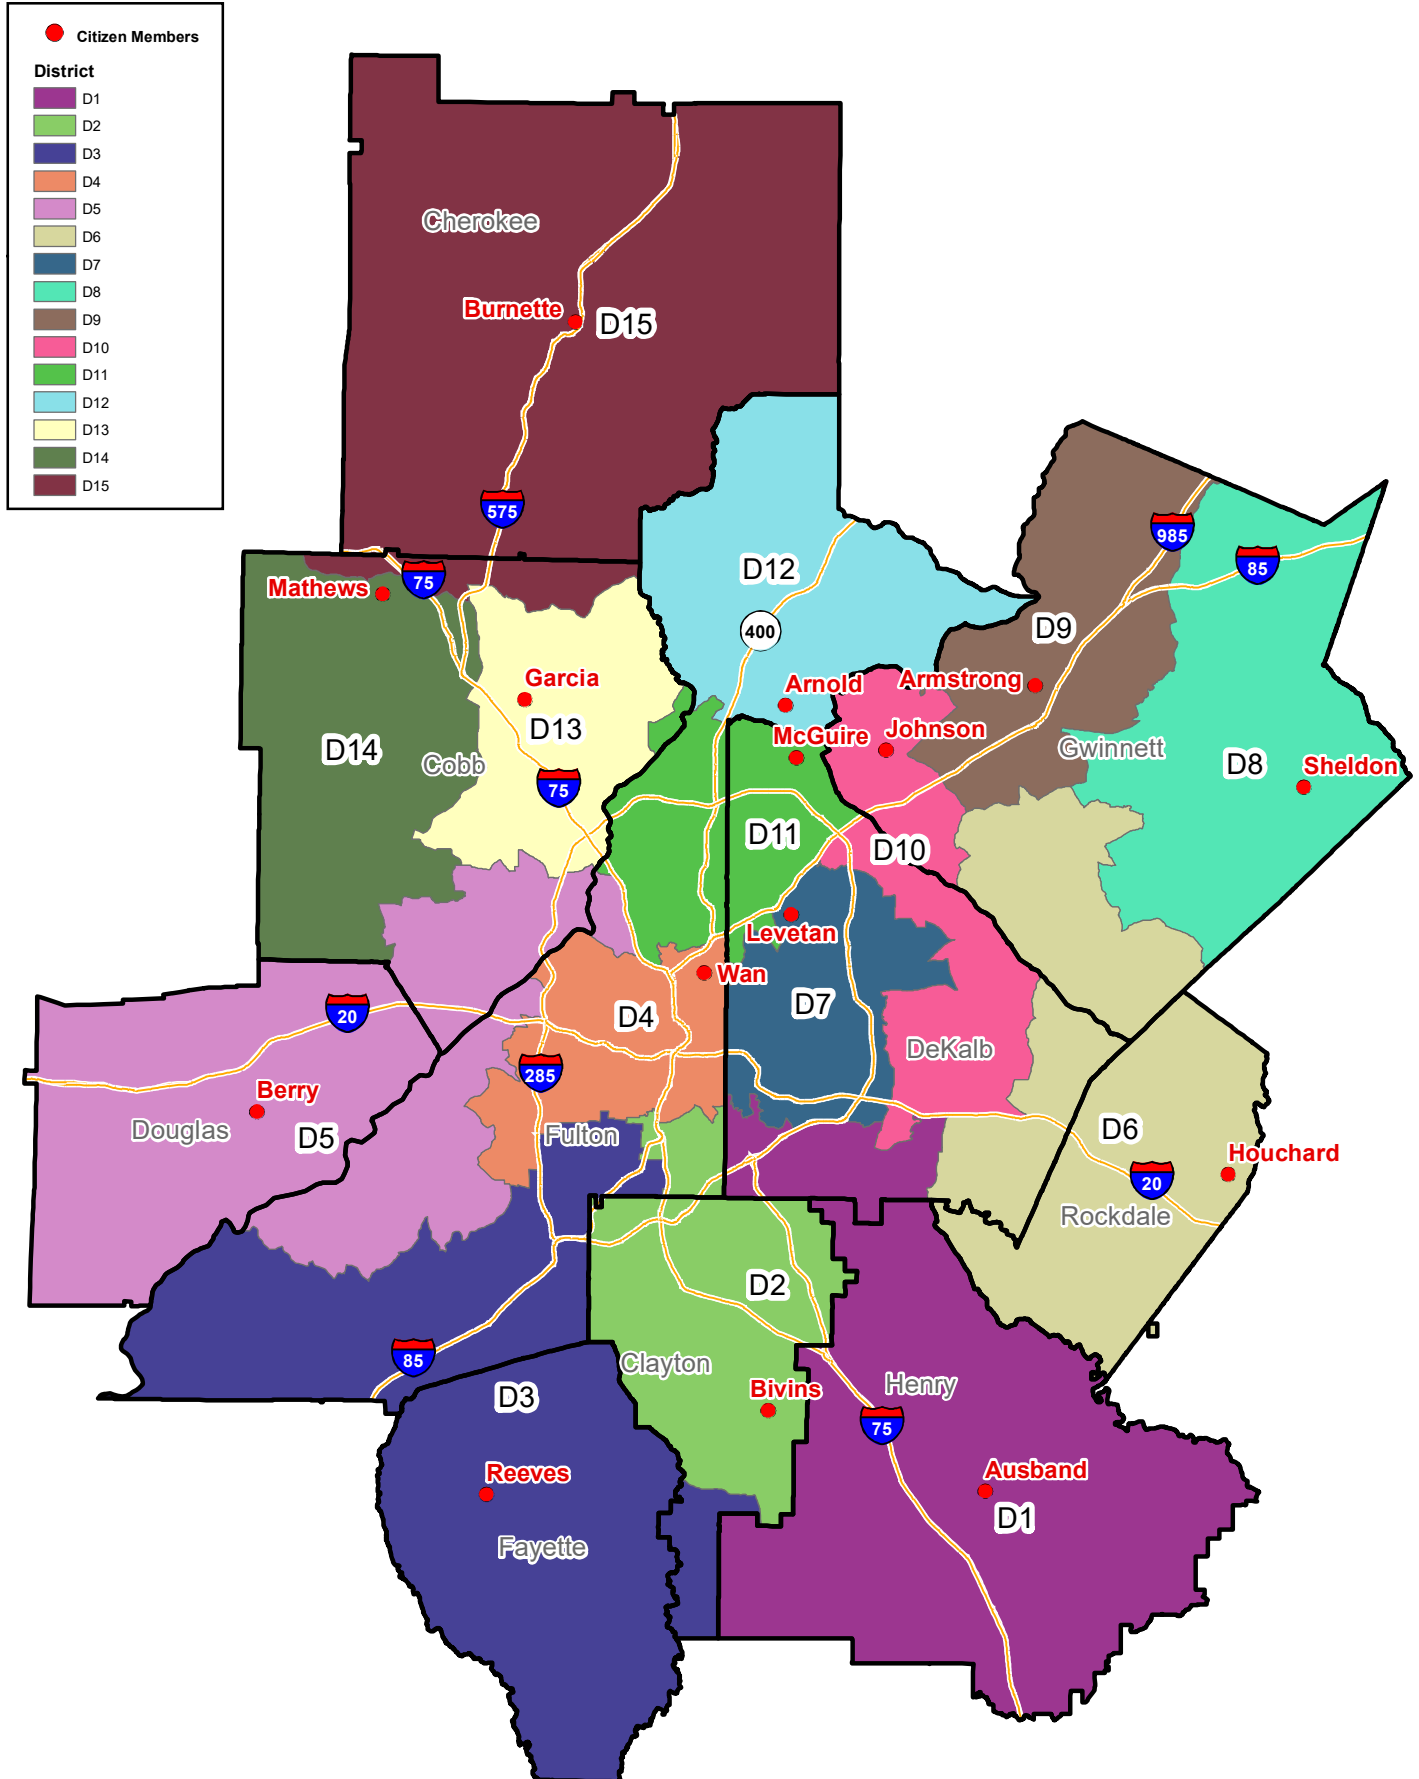 Citizen Members
District
D1
D2
D3
D4
D5
D6
D7
D8
D9
D10
D11
D12
D13
D14
D15
Cherokee
Burnette
D15
575
985
85
75
D12
Mathews
400
D9
Garcia
Arnold
Armstrong
D13
McGuire
Johnson
D14
Cobb
Gwinnett
D8
Sheldon
75
D11
D10
Levetan
Wan
20
D4
D7
DeKalb
285
Berry
Douglas
D5
Fulton
D6
Houchard
20
Rockdale
D2
85
Clayton
D3
Bivins
Henry
75
Reeves
Ausband
D1
Fayette